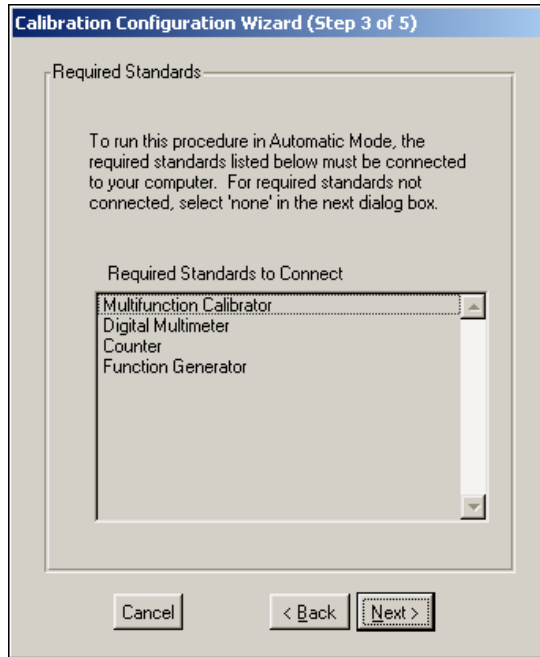 Calibration Configuration Wizard (Step 3 of 5)
Required Standards
To run this procedure in Automatic Mode, the
required standards listed below must be connected
to your computer.  For required standards not
connected, select 'none' in the next dialog box.
Required Standards to Connect
Multifunction Calibrator
Digital Multimeter
Counter
Function Generator
Cancel
< Back
Next >